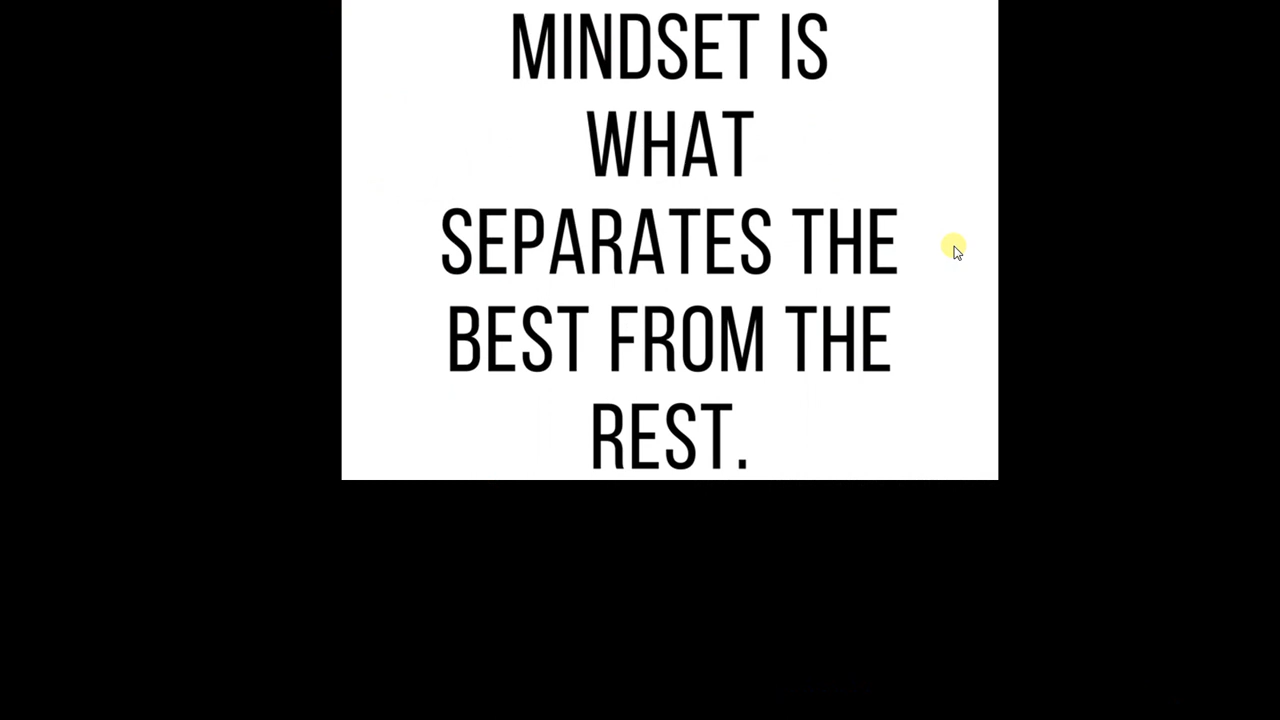 MINDSET IS
WHAT
SEPARATES THE
BEST FROM THE
REST.